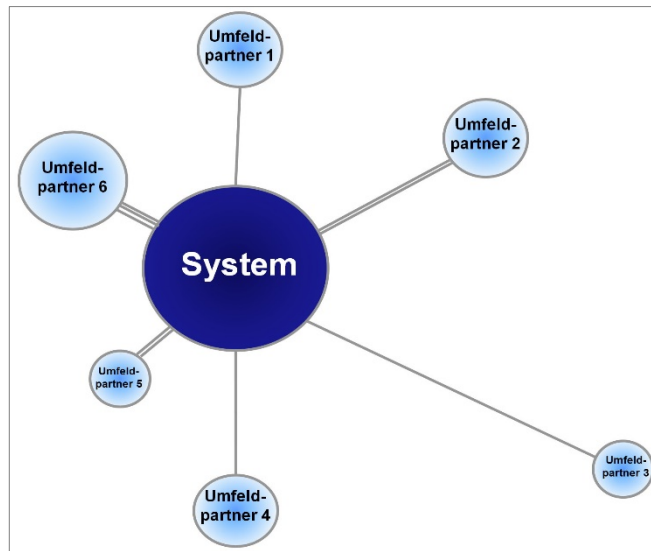 Umfeld-
partner 1
Umfeld-
partner 2
Umfeld-
partner 6
System
Umfeld-
partner 5
Umfeld-
partner 3
Umfeld-
partner 4